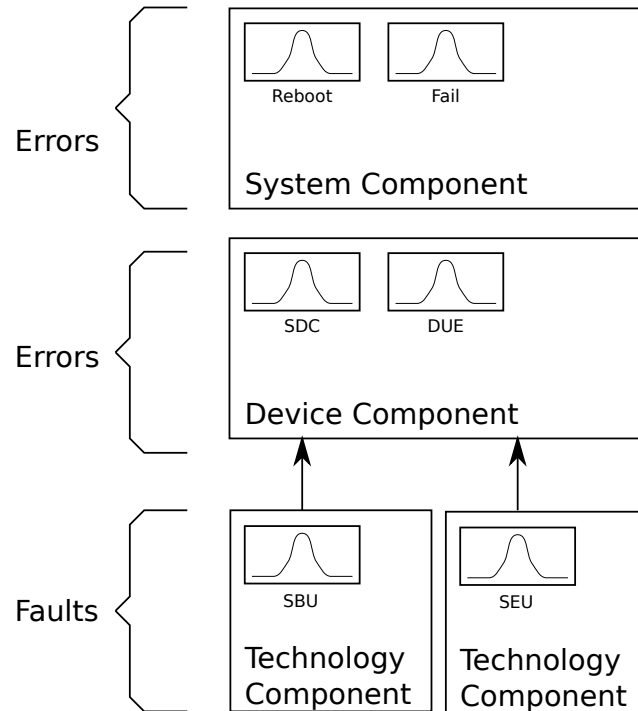 Reboot
Fail
Errors
System Component
SDC
DUE
Errors
Device Component
SBU
SEU
Faults
Technology
Component
Technology
Component